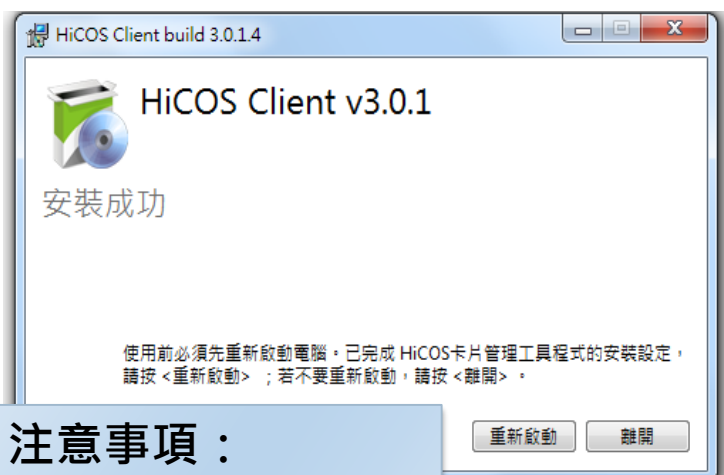 HiCOS Client build 3.0.1.4
HiCOS Client v3.0.1
安裝成功
使用前必須先重新啟動電腦。已完成 HiCOS卡片管理工具程式的安裝設定，
請按 <重新啟動> ；若不要重新啟動，請按 <離開> 。
重新啟動
離開
注意事項：